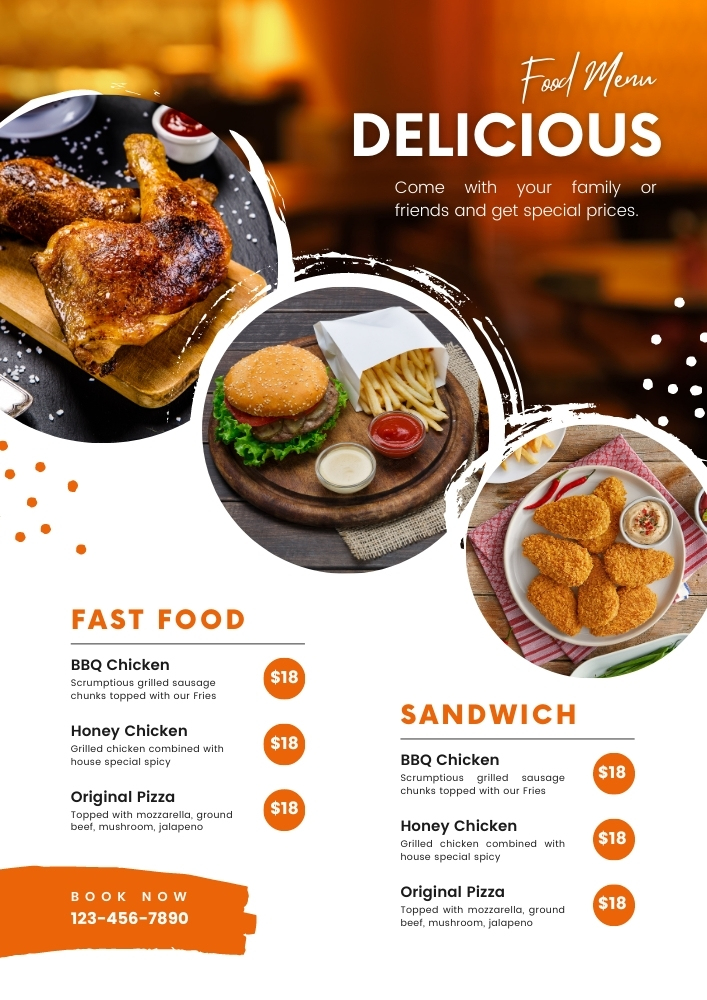 Food Menu
DELICIOUS
Come with your family or
friends and get special prices.
FAST FOOD
BBQ Chicken
Scrumptious grilled sausage
chunks topped with our Fries
$18
Honey Chicken
Grilled chicken combined with
house special spicy
$18
Original Pizza
Topped with mozzarella, ground
beef, mushroom, jalapeno
$18
SANDWICH
BBQ Chicken
Scrumptious grilled sausage
chunks topped with our Fries
$18
Honey Chicken
Grilled chicken combined with
house special spicy
$18
Original Pizza
Topped with mozzarella, ground
beef, mushroom, jalapeno
$18
BOOK NOW
123-456-7890